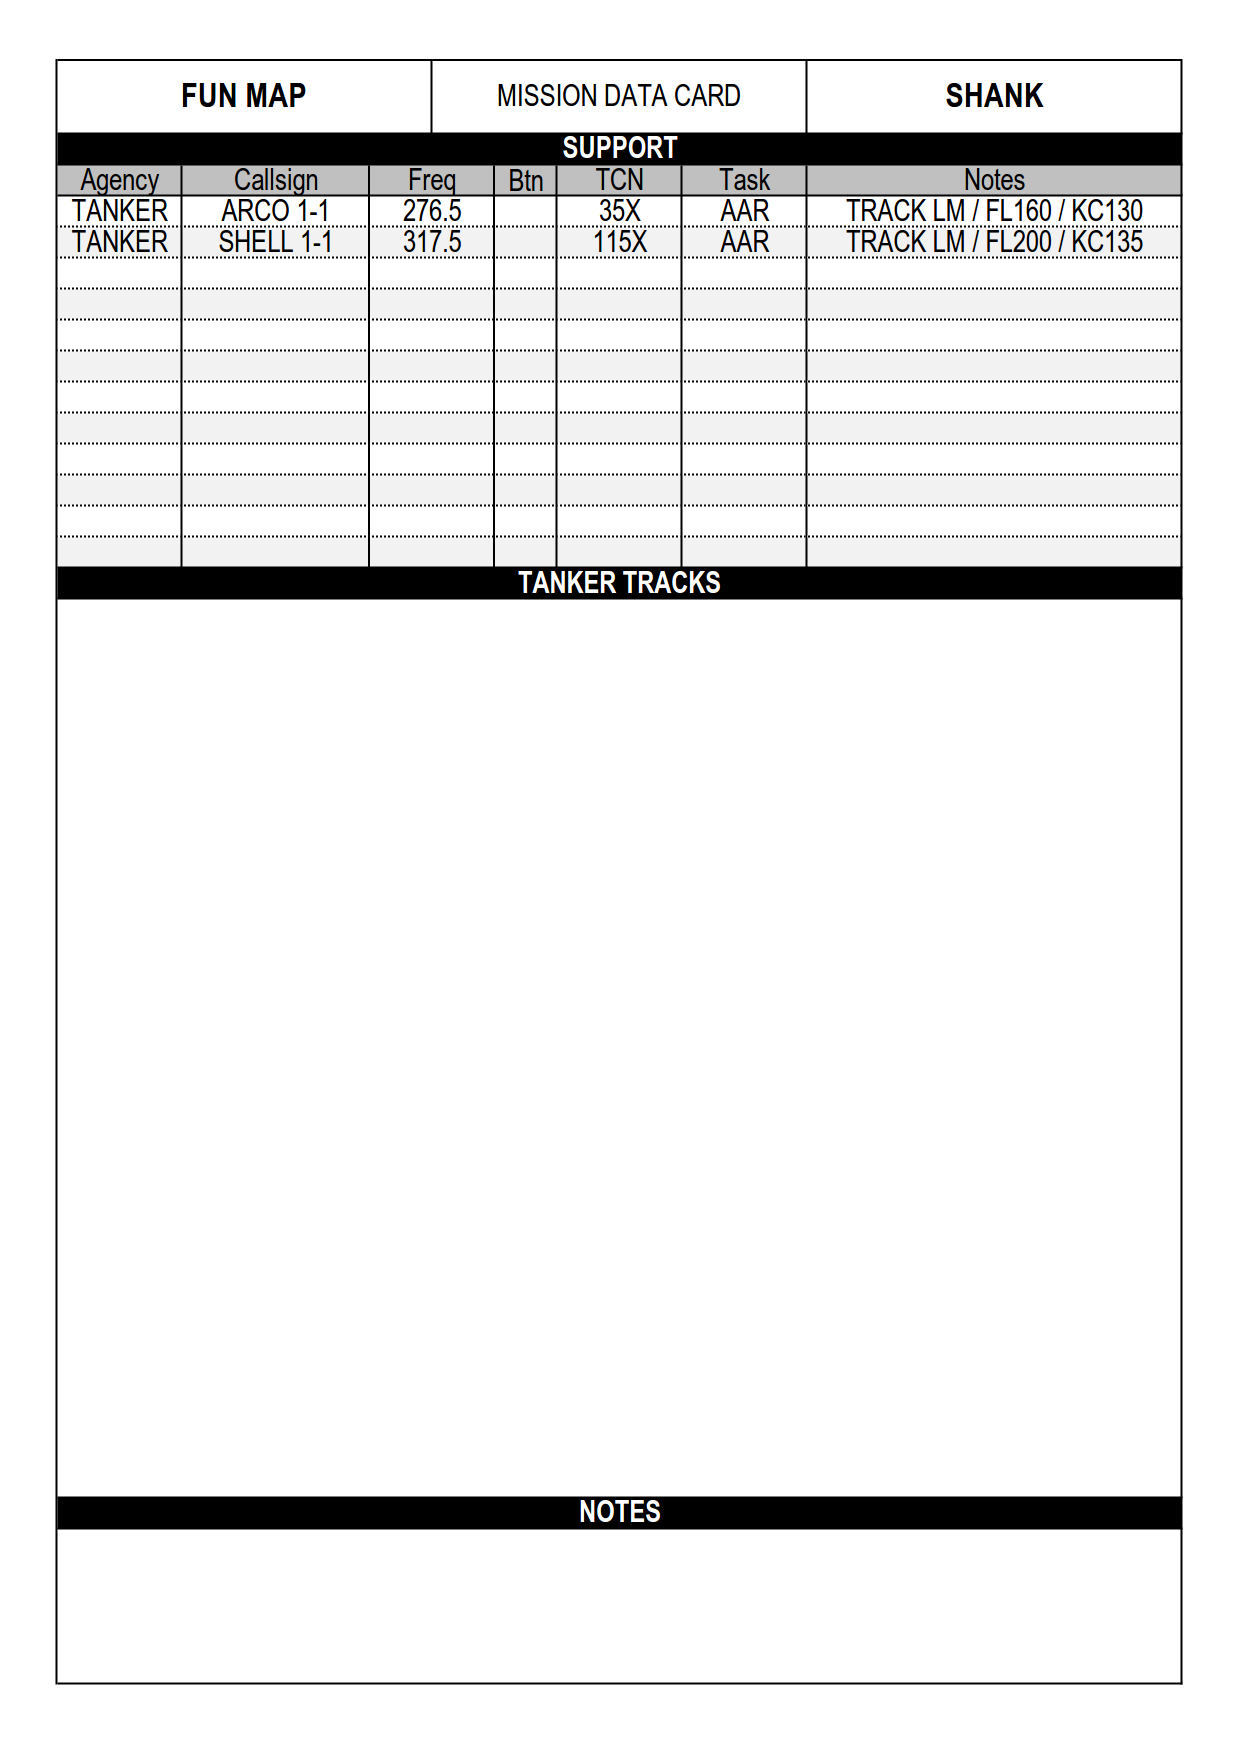 FUN MAP MISSION DATA CARD SHANK
SUPPORT
Agency Callsign Freq Btn TCN Task Notes
TANKER ARCO 1-1 276.5 35X AAR TRACK LM / FL160 / KC130
TANKER SHELL 1-1 317.5 115X AAR TRACK LM / FL200 / KC135
TANKER TRACKS
NOTES